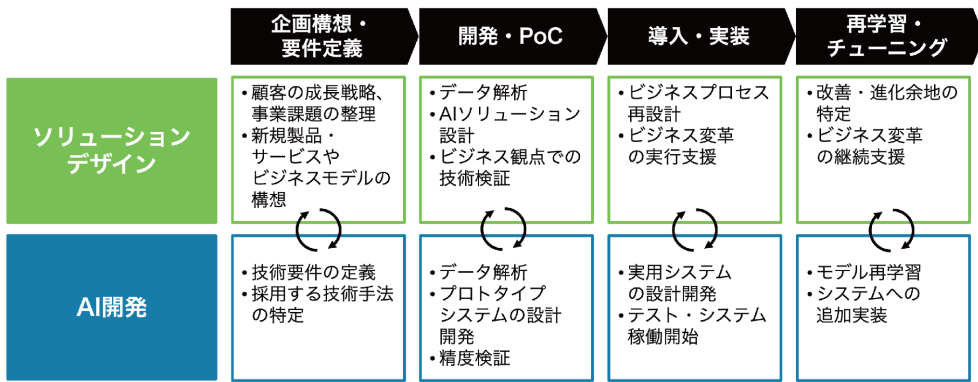 企画構想・
要件定義
開発・PoC
導入・実装
再学習・
チューニング
ソリューション
デザイン
・顧客の成長戦略、
事業課題の整理
・新規製品・
サービスや
ビジネスモデルの
構想
・データ解析
・AIソリューション
設計
・ビジネス観点での
技術検証
・ビジネスプロセス
再設計
・ビジネス変革
の実行支援
・改善・進化余地の
特定
・ビジネス変革
の継続支援
AI開発
・技術要件の定義
・採用する技術手法
の特定
・データ解析
・プロトタイプ
システムの設計
開発
・精度検証
・実用システム
の設計開発
・テスト・システム
稼働開始
・モデル再学習
・システムへの
追加実装